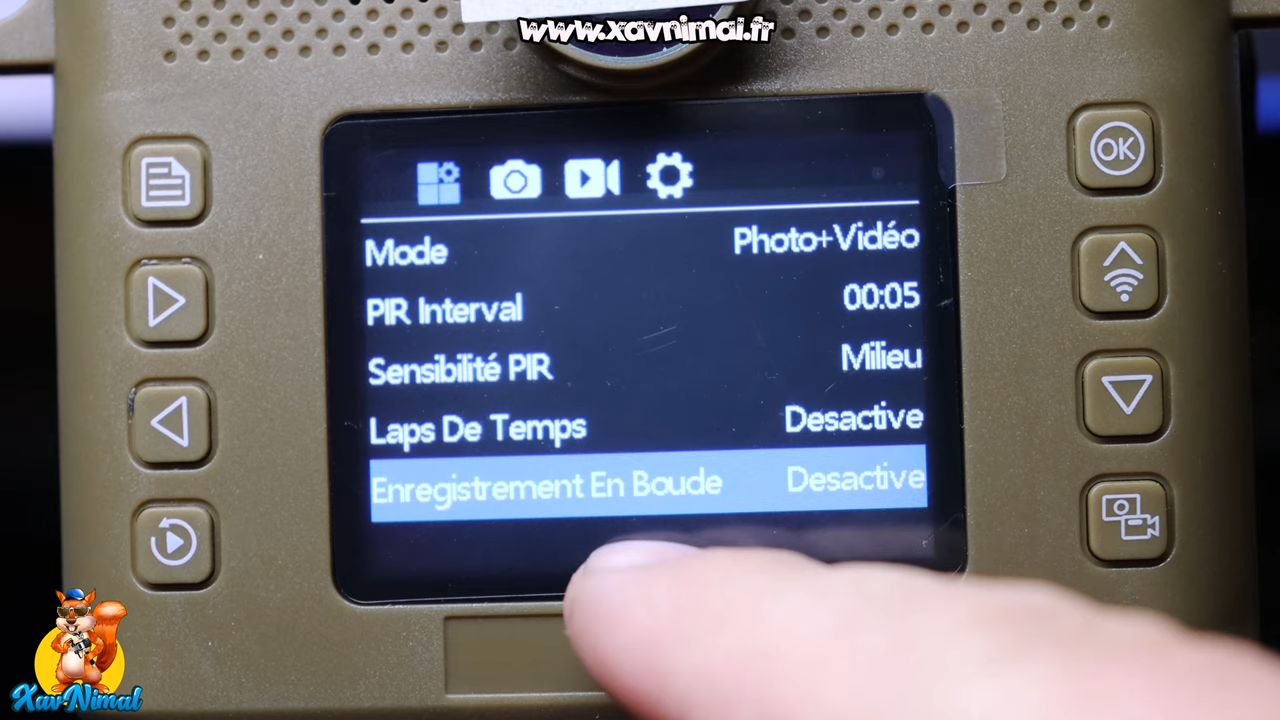 www.xavnimal.fr
OK
Mode Photo+Vidéo
PIR Interval 00:05
Sensibilité PIR Milieu
Laps De Temps Desactive
Enregistrement En Boude Desactive
XavNimal